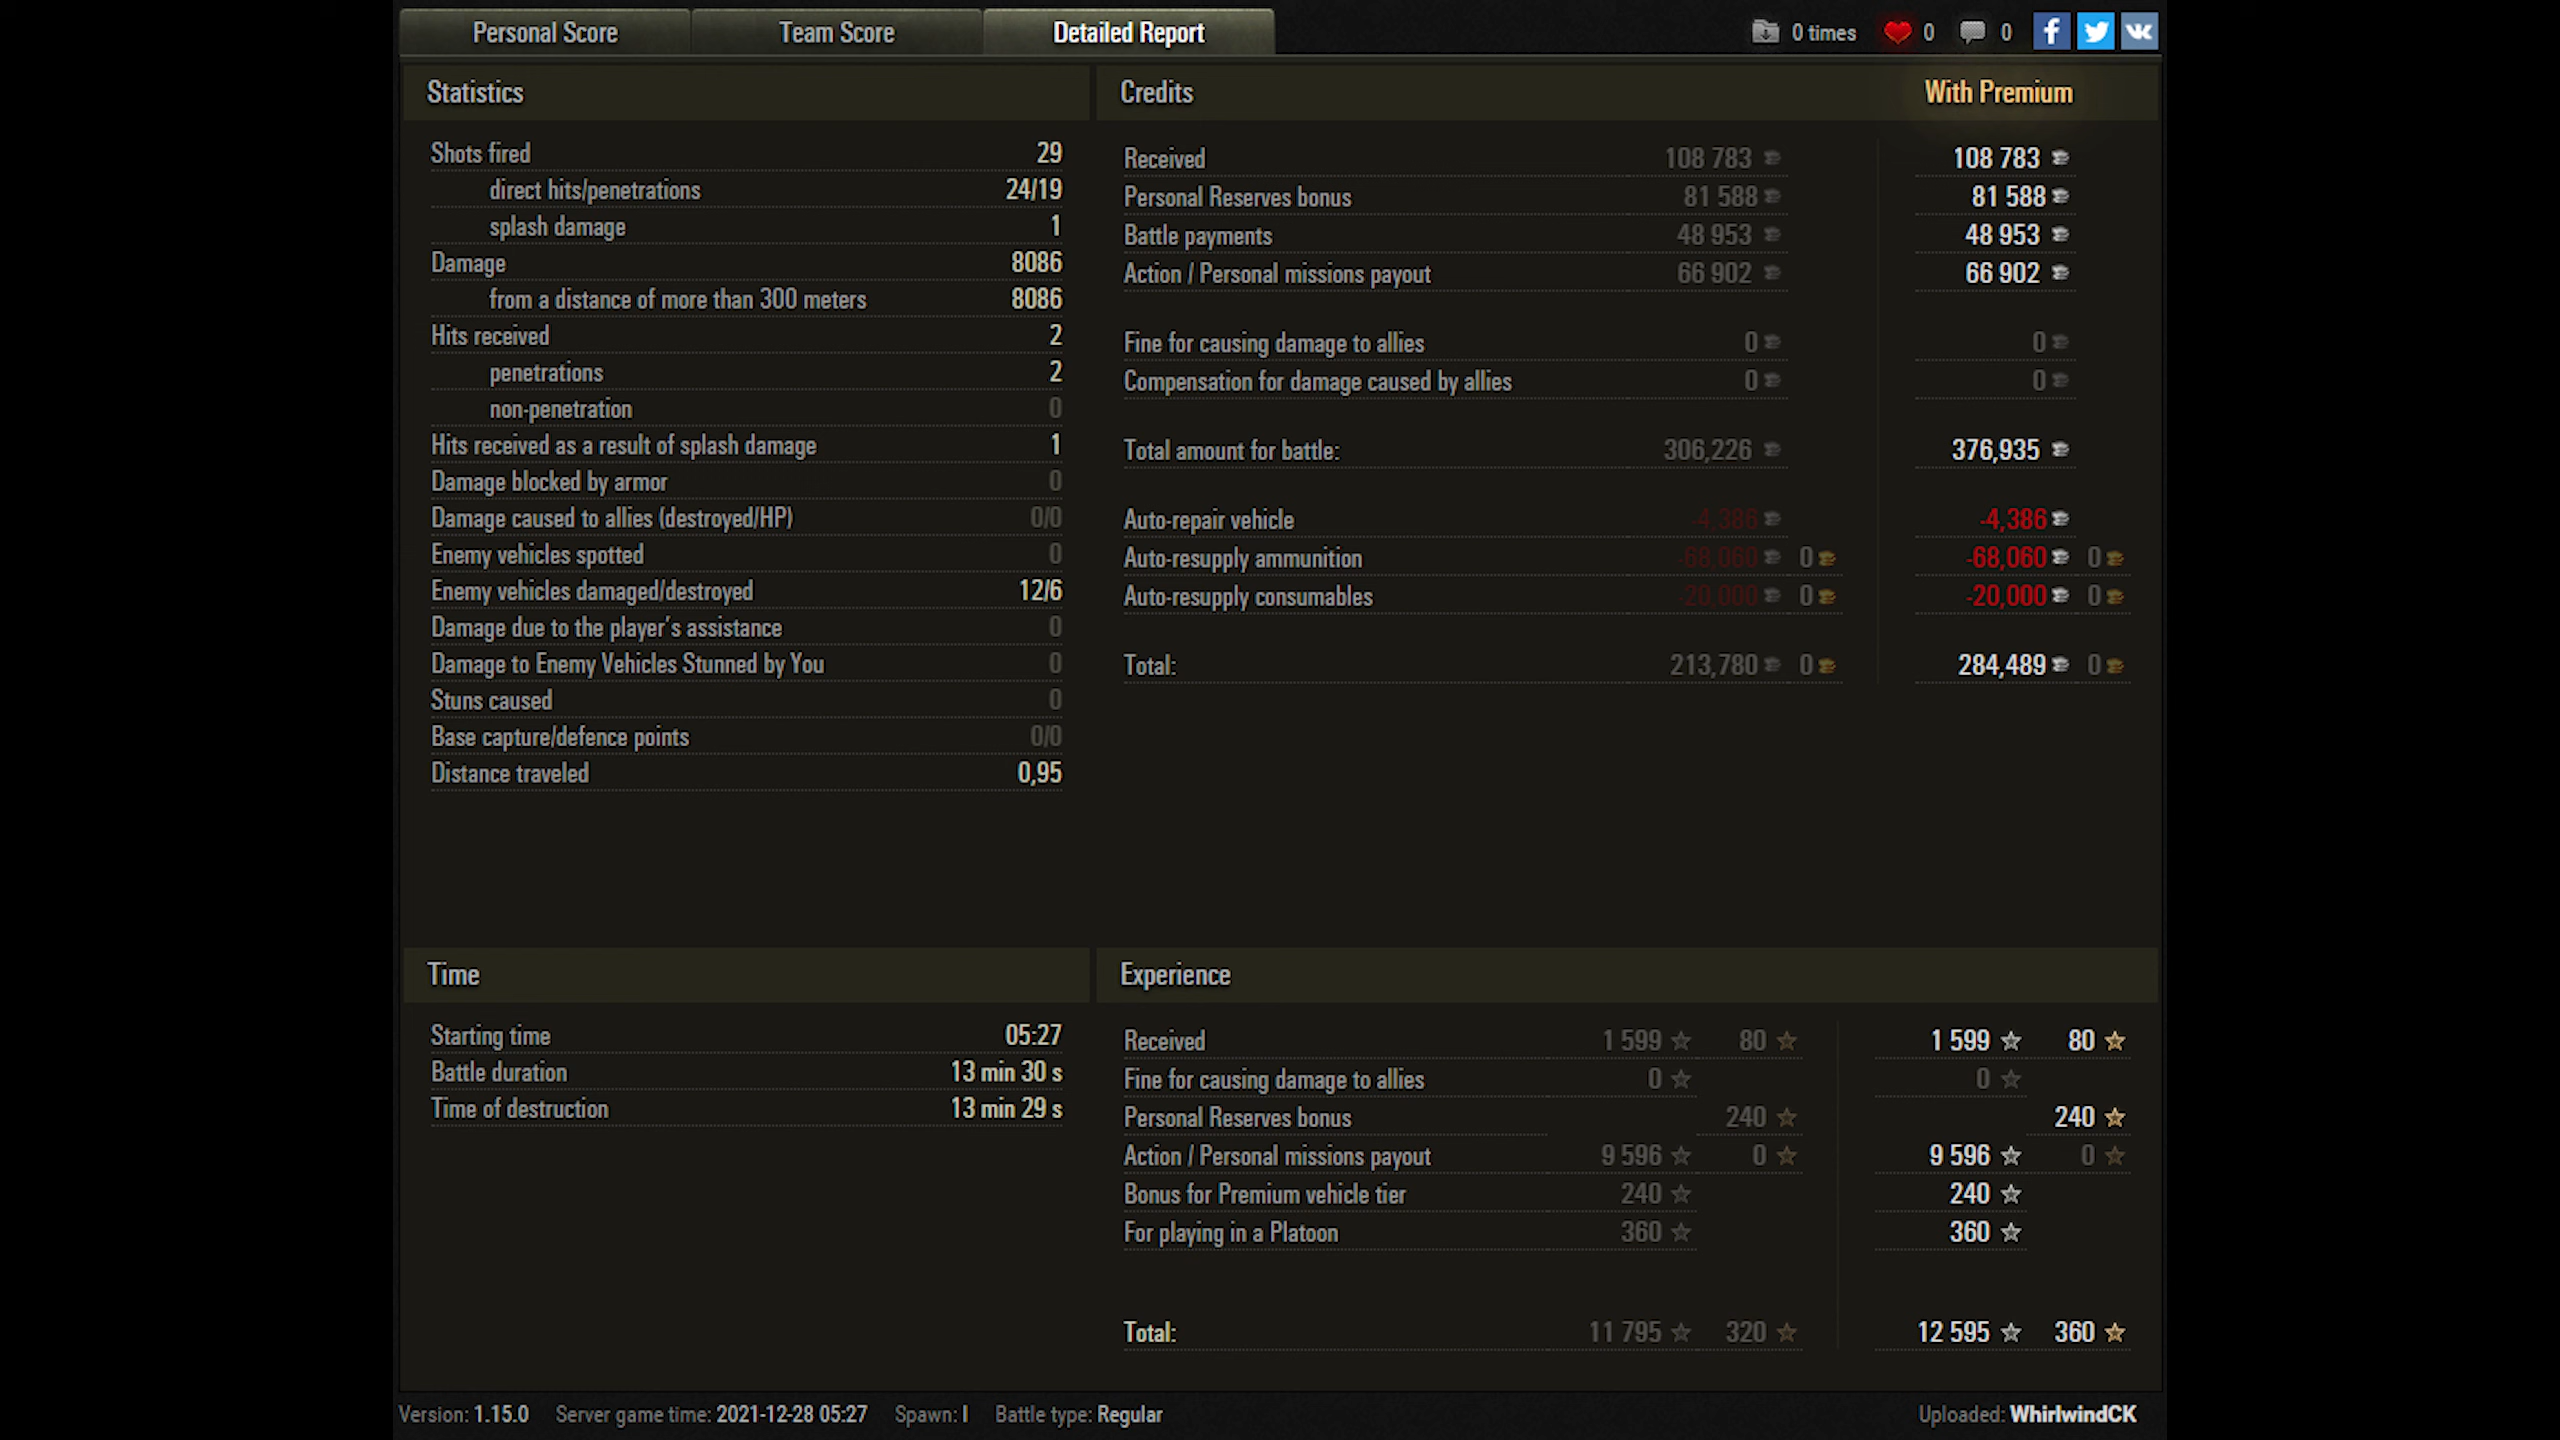 Personal Score Team Score Detailed Report 0 times 0 0
Statistics
Shots fired 29
direct hits/penetrations 24/19
splash damage 1
Damage 8086
from a distance of more than 300 meters 8086
Hits received 2
penetrations 2
non-penetration 0
Hits received as a result of splash damage 1
Damage blocked by armor 0
Damage caused to allies (destroyed/HP) 0/0
Enemy vehicles spotted 0
Enemy vehicles damaged/destroyed 12/6
Damage due to the player's assistance 0
Damage to Enemy Vehicles Stunned by You 0
Stuns caused 0
Base capture/defence points 0/0
Distance traveled 0,95
Credits With Premium
Received 108 783 108 783
Personal Reserves bonus 81 588 81 588
Battle payments 48 953 48 953
Action / Personal missions payout 66 902 66 902
Fine for causing damage to allies 0 0
Compensation for damage caused by allies 0 0
Total amount for battle: 306,226 376,935
Auto-repair vehicle -4,386 -4,386
Auto-resupply ammunition -68,060 0 -68,060 0
Auto-resupply consumables -20,000 0 -20,000 0
Total: 213,780 0 284,489 0
Time
Starting time 05:27
Battle duration 13 min 30 s
Time of destruction 13 min 29 s
Experience
Received 1 599 80 1 599 80
Fine for causing damage to allies 0 0
Personal Reserves bonus 240 240
Action / Personal missions payout 9 596 0 9 596 0
Bonus for Premium vehicle tier 240 240
For playing in a Platoon 360 360
Total: 11 795 320 12 595 360
Version: 1.15.0 Server game time: 2021-12-28 05:27 Spawn: I Battle type: Regular Uploaded: WhirlwindCK